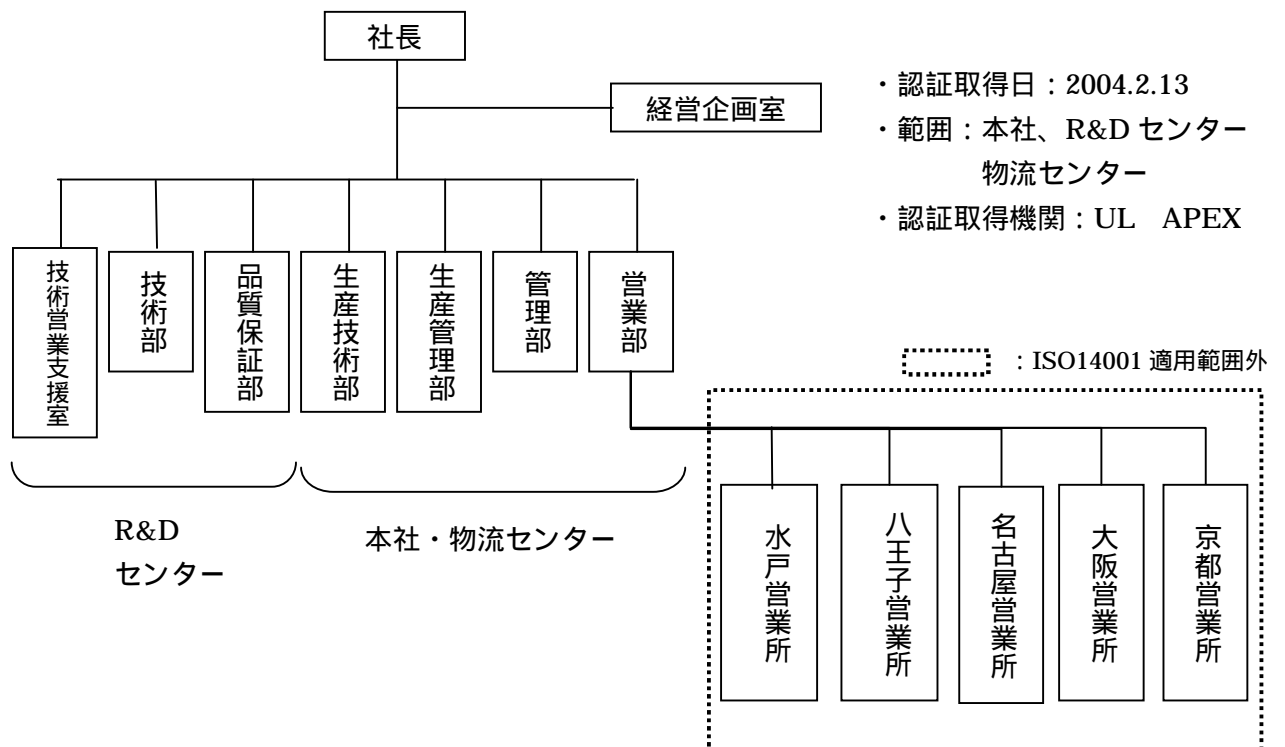 社長
経営企画室
・認証取得日：2004.2.13
・範囲：本社、R&D センター
物流センター
・認証取得機関：UL　APEX
技術営業支援室
技術部
品質保証部
生産技術部
生産管理部
管理部
営業部
：ISO14001 適用範囲外
R&D
センター
本社・物流センター
水戸営業所
八王子営業所
名古屋営業所
大阪営業所
京都営業所